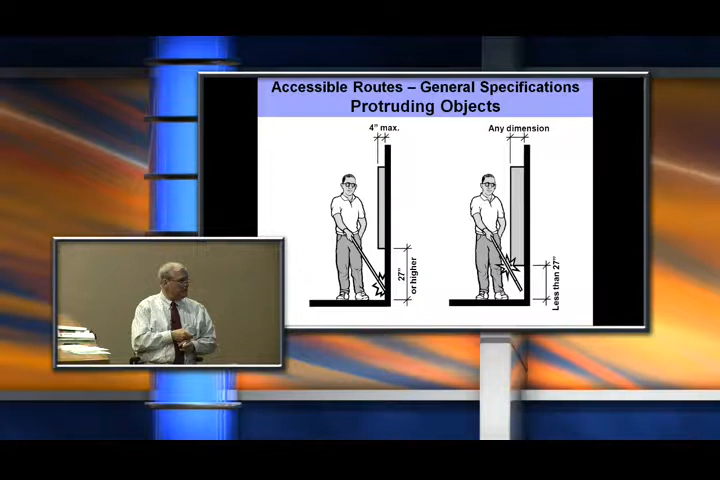 Accessible Routes – General Specifications
Protruding Objects
4" max.
Any dimension
27"
or higher
Less than 27"